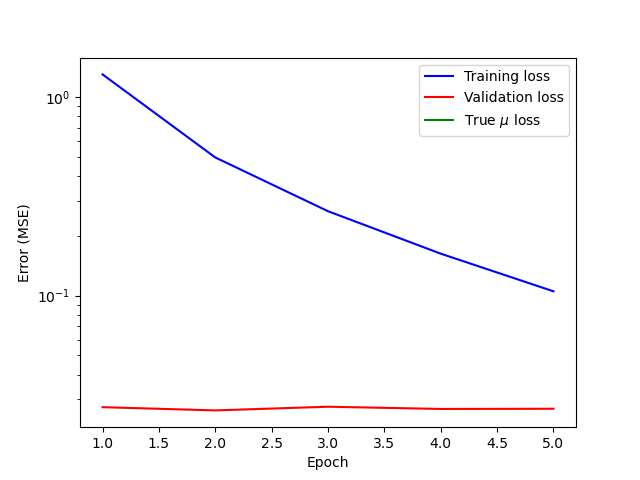 Training loss
Validation loss
True μ loss
10⁰
10⁻¹
Error (MSE)
1.0 1.5 2.0 2.5 3.0 3.5 4.0 4.5 5.0
Epoch